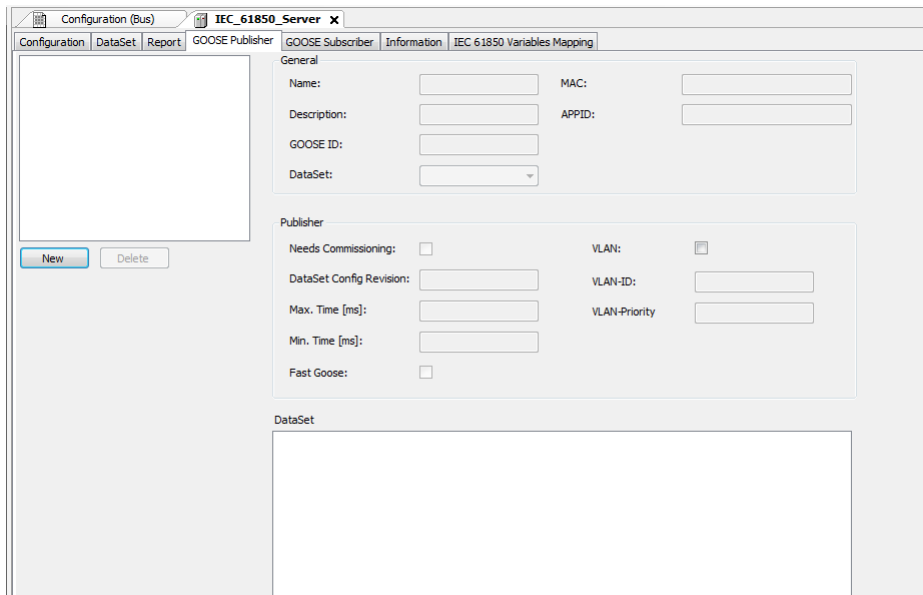 Configuration (Bus) IEC_61850_Server x
Configuration DataSet Report GOOSE Publisher GOOSE Subscriber Information IEC 61850 Variables Mapping
General
Name: MAC:
Description: APPID:
GOOSE ID:
DataSet:
Publisher
New Delete
Needs Commissioning: VLAN:
DataSet Config Revision: VLAN-ID:
Max. Time [ms]: VLAN-Priority
Min. Time [ms]:
Fast Goose:
DataSet